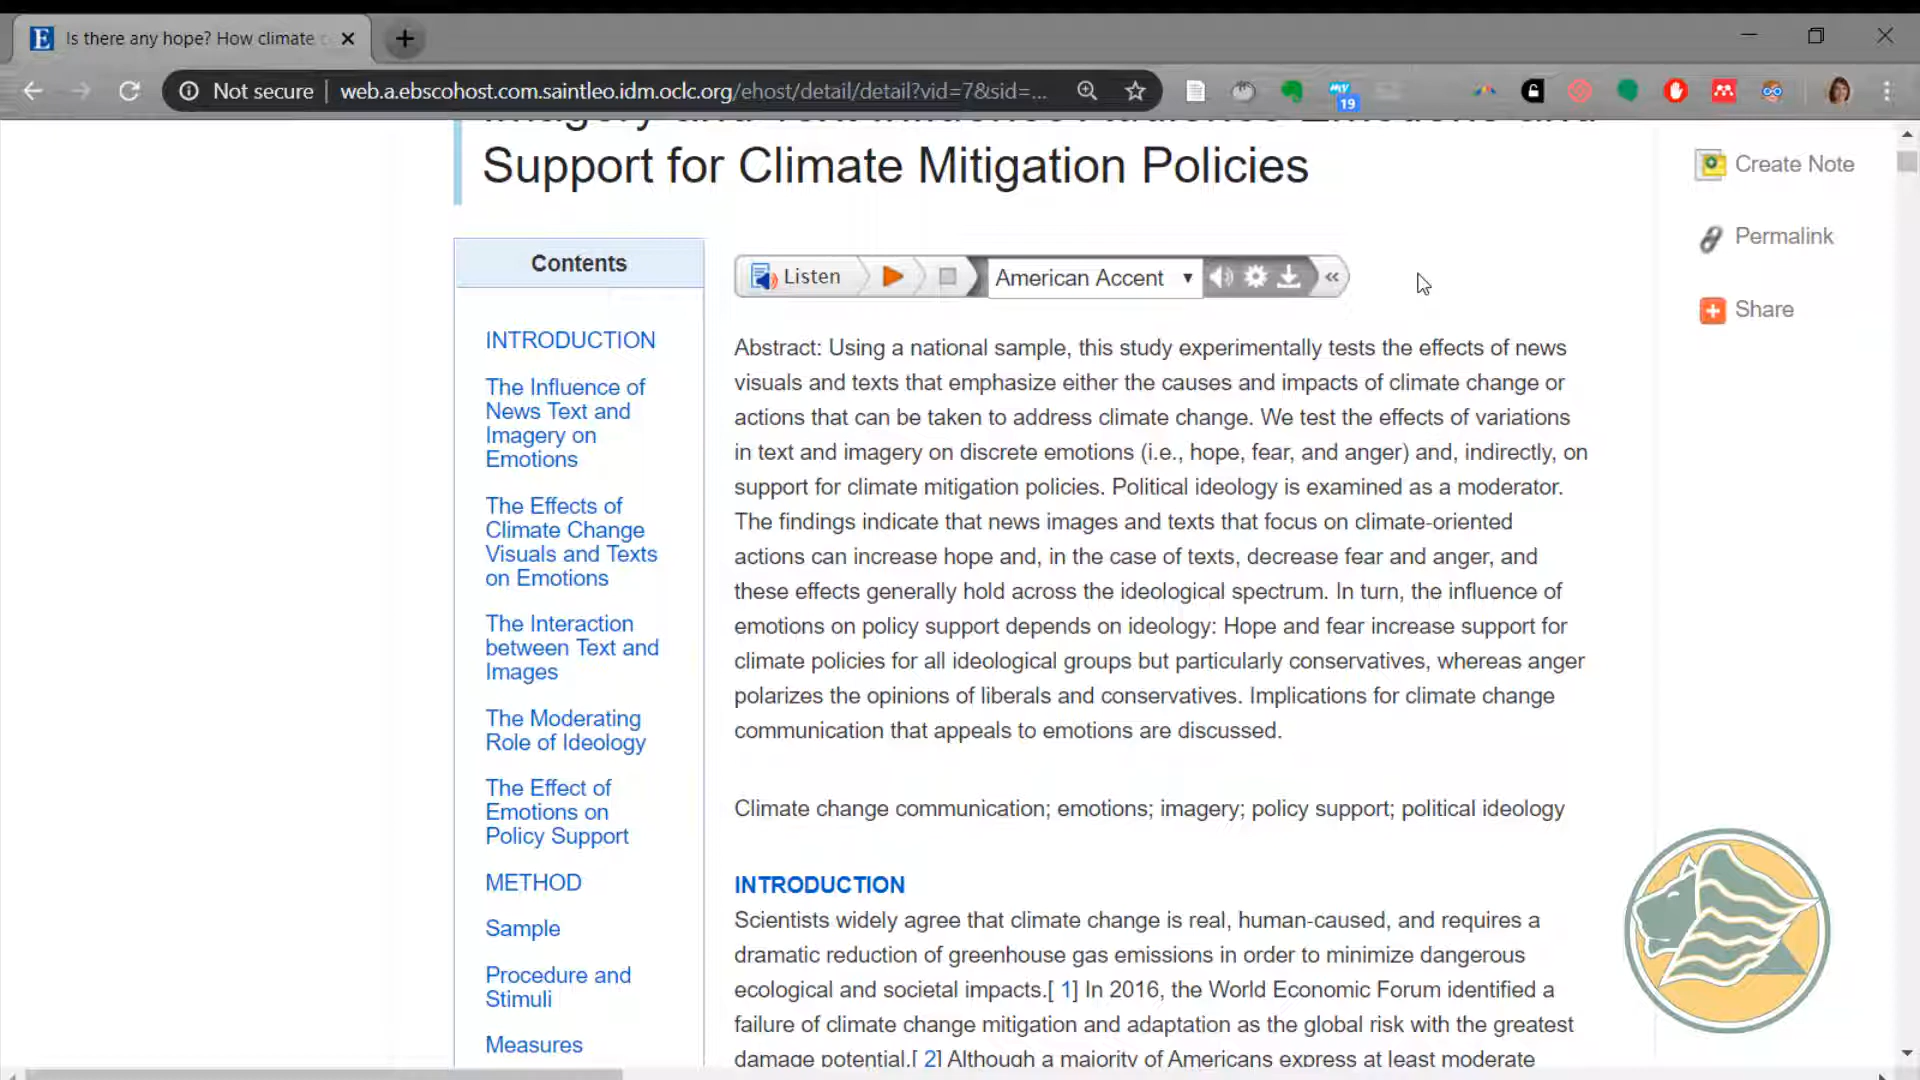 Is there any hope? How climate c
Not secure
web.a.ebscohost.com.saintleo.idm.oclc.org/ehost/detail/detail?vid=7&sid=...
19
Imagery and Text Influence Audience Emotions and
Support for Climate Mitigation Policies
Create Note
Permalink
Share
Listen
American Accent
Contents
INTRODUCTION
The Influence of
News Text and
Imagery on
Emotions
The Effects of
Climate Change
Visuals and Texts
on Emotions
The Interaction
between Text and
Images
The Moderating
Role of Ideology
The Effect of
Emotions on
Policy Support
METHOD
Sample
Procedure and
Stimuli
Measures
Abstract: Using a national sample, this study experimentally tests the effects of news
visuals and texts that emphasize either the causes and impacts of climate change or
actions that can be taken to address climate change. We test the effects of variations
in text and imagery on discrete emotions (i.e., hope, fear, and anger) and, indirectly, on
support for climate mitigation policies. Political ideology is examined as a moderator.
The findings indicate that news images and texts that focus on climate-oriented
actions can increase hope and, in the case of texts, decrease fear and anger, and
these effects generally hold across the ideological spectrum. In turn, the influence of
emotions on policy support depends on ideology: Hope and fear increase support for
climate policies for all ideological groups but particularly conservatives, whereas anger
polarizes the opinions of liberals and conservatives. Implications for climate change
communication that appeals to emotions are discussed.
Climate change communication; emotions; imagery; policy support; political ideology
INTRODUCTION
Scientists widely agree that climate change is real, human-caused, and requires a
dramatic reduction of greenhouse gas emissions in order to minimize dangerous
ecological and societal impacts.[ 1] In 2016, the World Economic Forum identified a
failure of climate change mitigation and adaptation as the global risk with the greatest
damage potential.[ 2] Although a majority of Americans express at least moderate